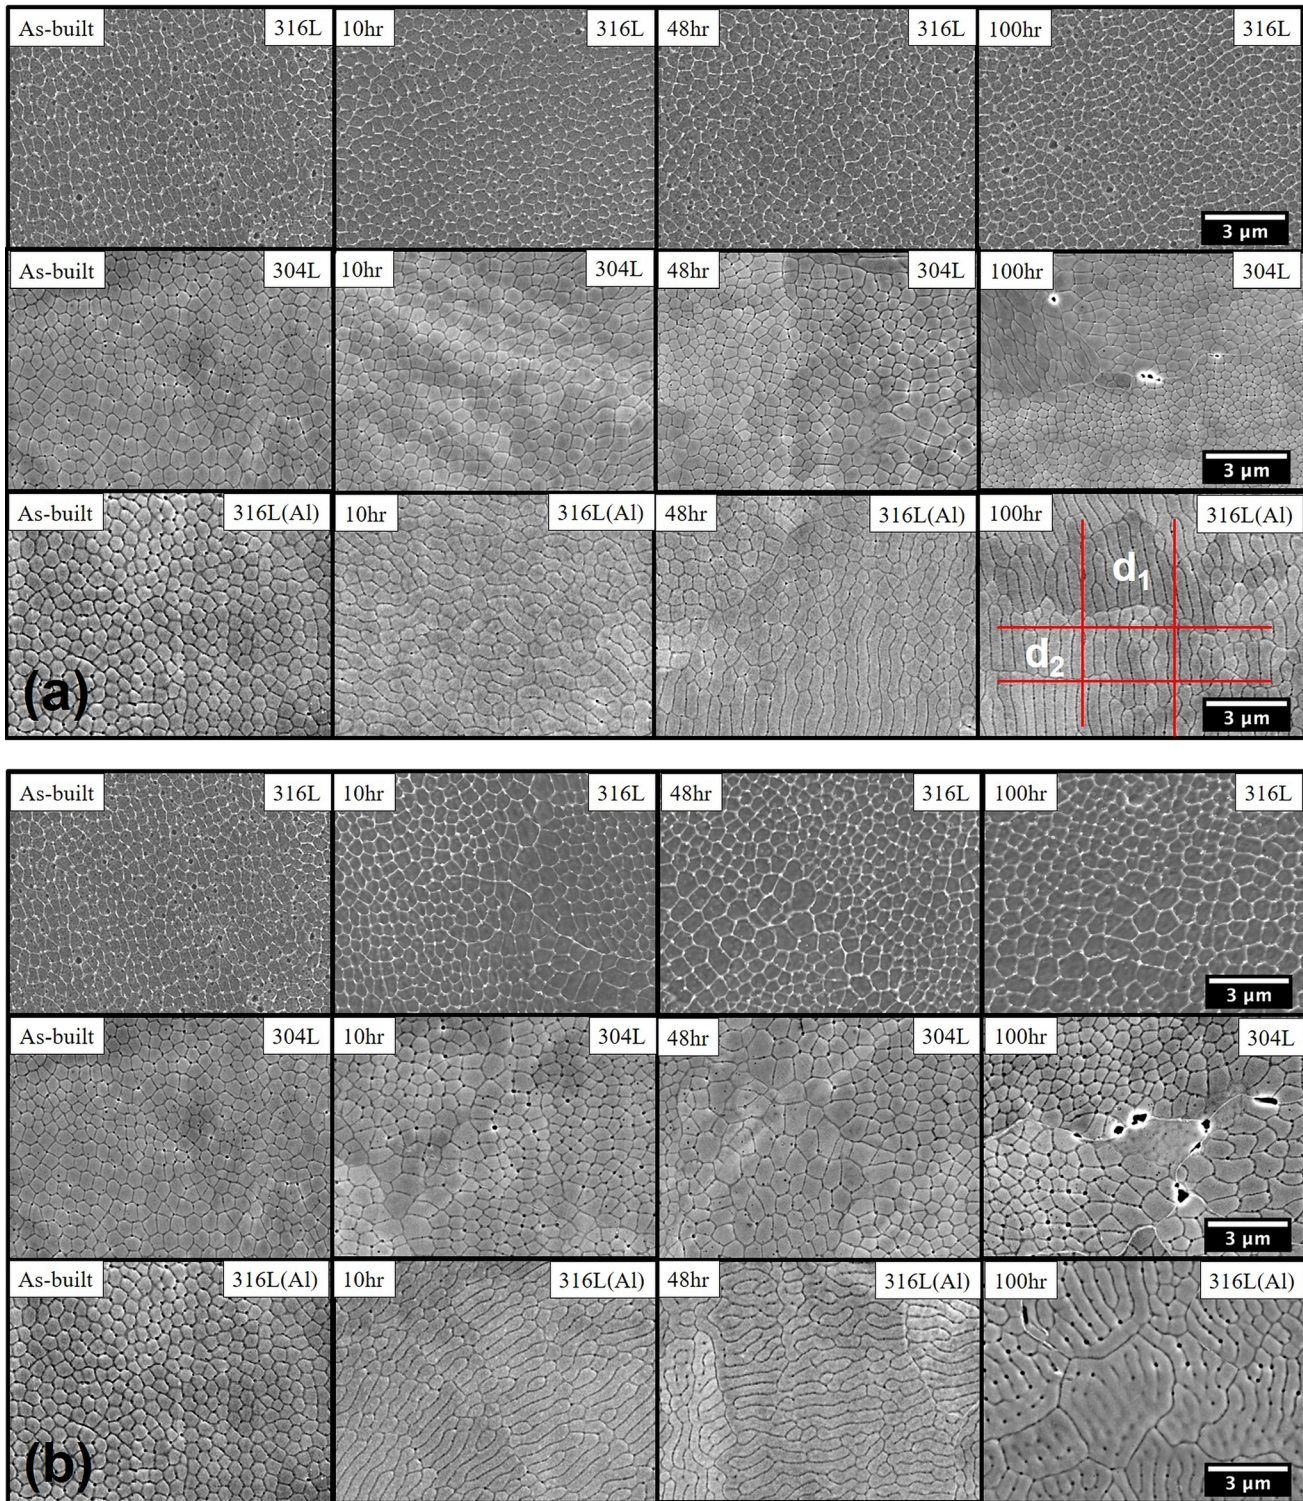 As-built 316L 10hr 316L 48hr 316L 100hr 316L
3 µm
As-built 304L 10hr 304L 48hr 304L 100hr 304L
3 µm
As-built 316L(Al) 10hr 316L(Al) 48hr 316L(Al) 100hr 316L(Al)
d1
d2
(a)
3 µm
As-built 316L 10hr 316L 48hr 316L 100hr 316L
3 µm
As-built 304L 10hr 304L 48hr 304L 100hr 304L
3 µm
As-built 316L(Al) 10hr 316L(Al) 48hr 316L(Al) 100hr 316L(Al)
(b)
3 µm